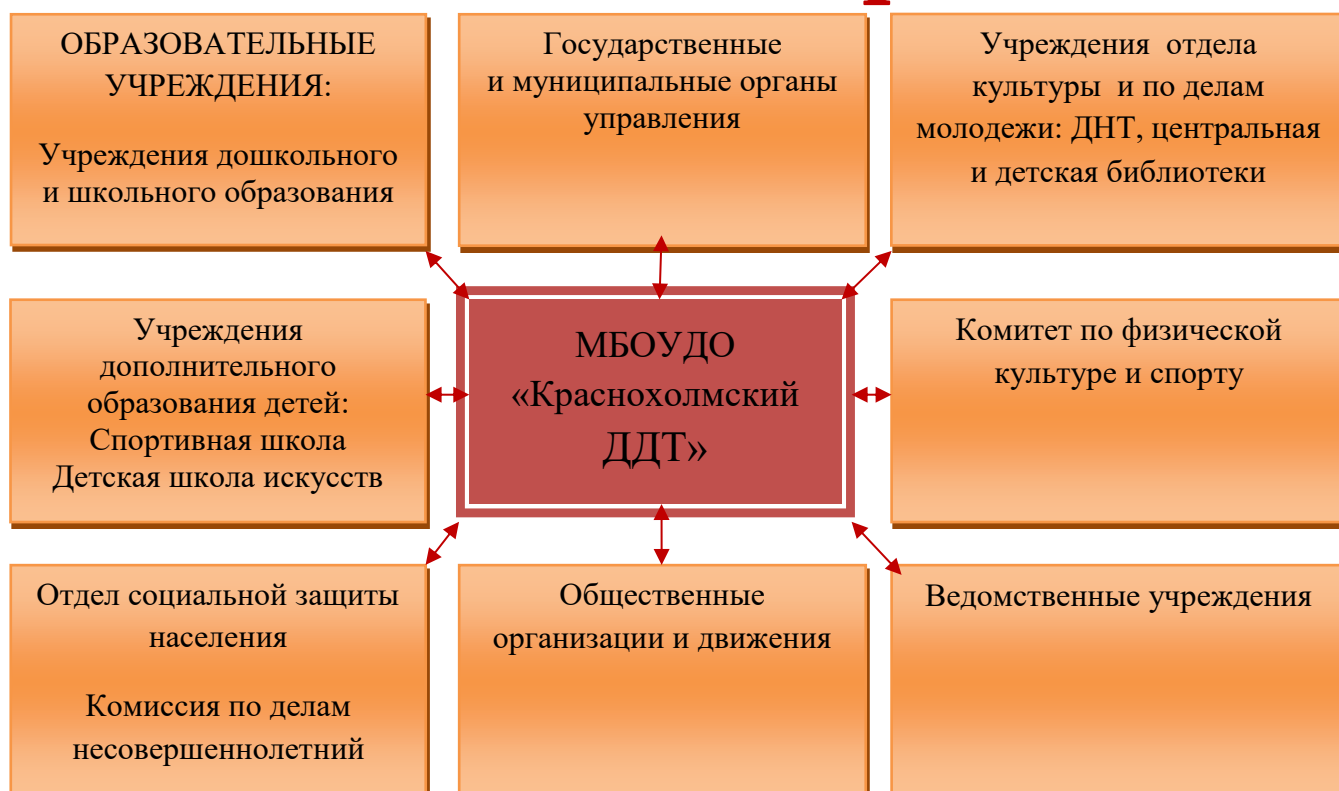 ОБРАЗОВАТЕЛЬНЫЕ
УЧРЕЖДЕНИЯ:
Учреждения дошкольного
и школьного образования
Государственные
и муниципальные органы
управления
Учреждения отдела
культуры и по делам
молодежи: ДНТ, центральная
и детская библиотеки
Учреждения
дополнительного
образования детей:
Спортивная школа
Детская школа искусств
МБОУДО
«Краснохолмский
ДДТ»
Комитет по физической
культуре и спорту
Отдел социальной защиты
населения
Комиссия по делам
несовершеннолетний
Общественные
организации и движения
Ведомственные учреждения